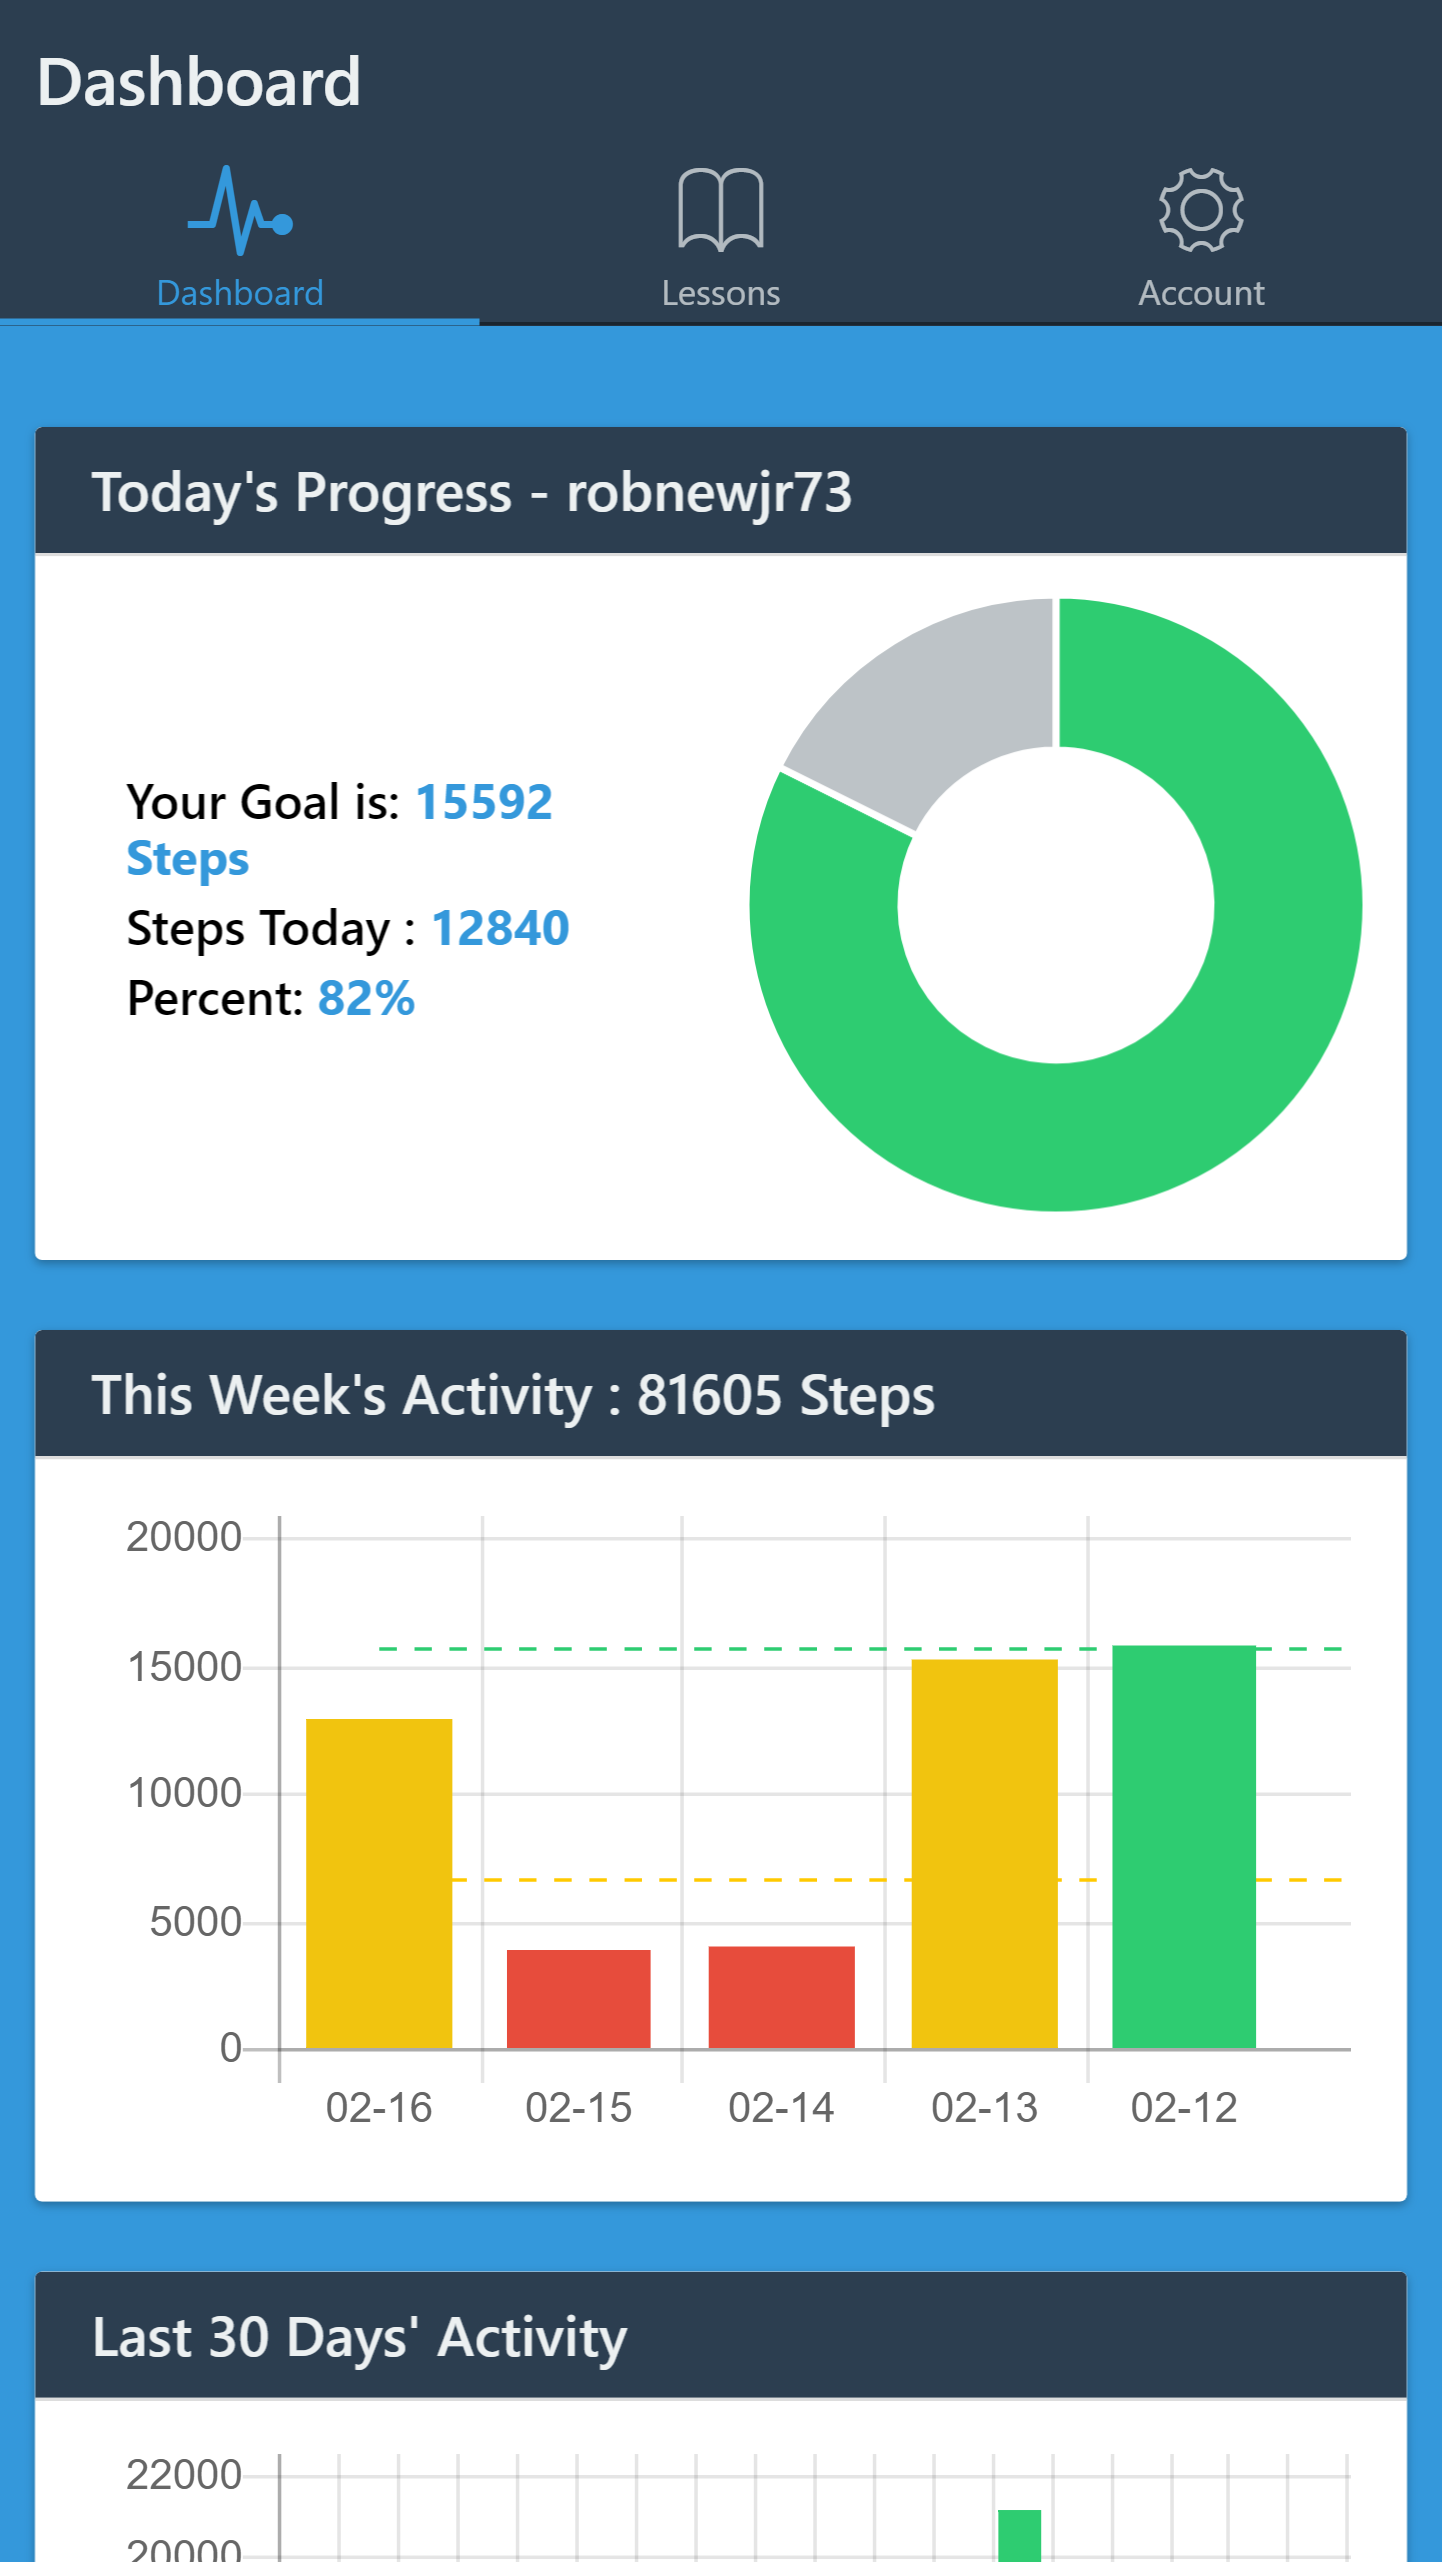 Dashboard
Dashboard
Lessons
Account
Today's Progress - robnewjr73
Your Goal is: 15592
Steps
Steps Today : 12840
Percent: 82%
This Week's Activity : 81605 Steps
20000
15000
10000
5000
0
02-16
02-15
02-14
02-13
02-12
Last 30 Days' Activity
22000
20000